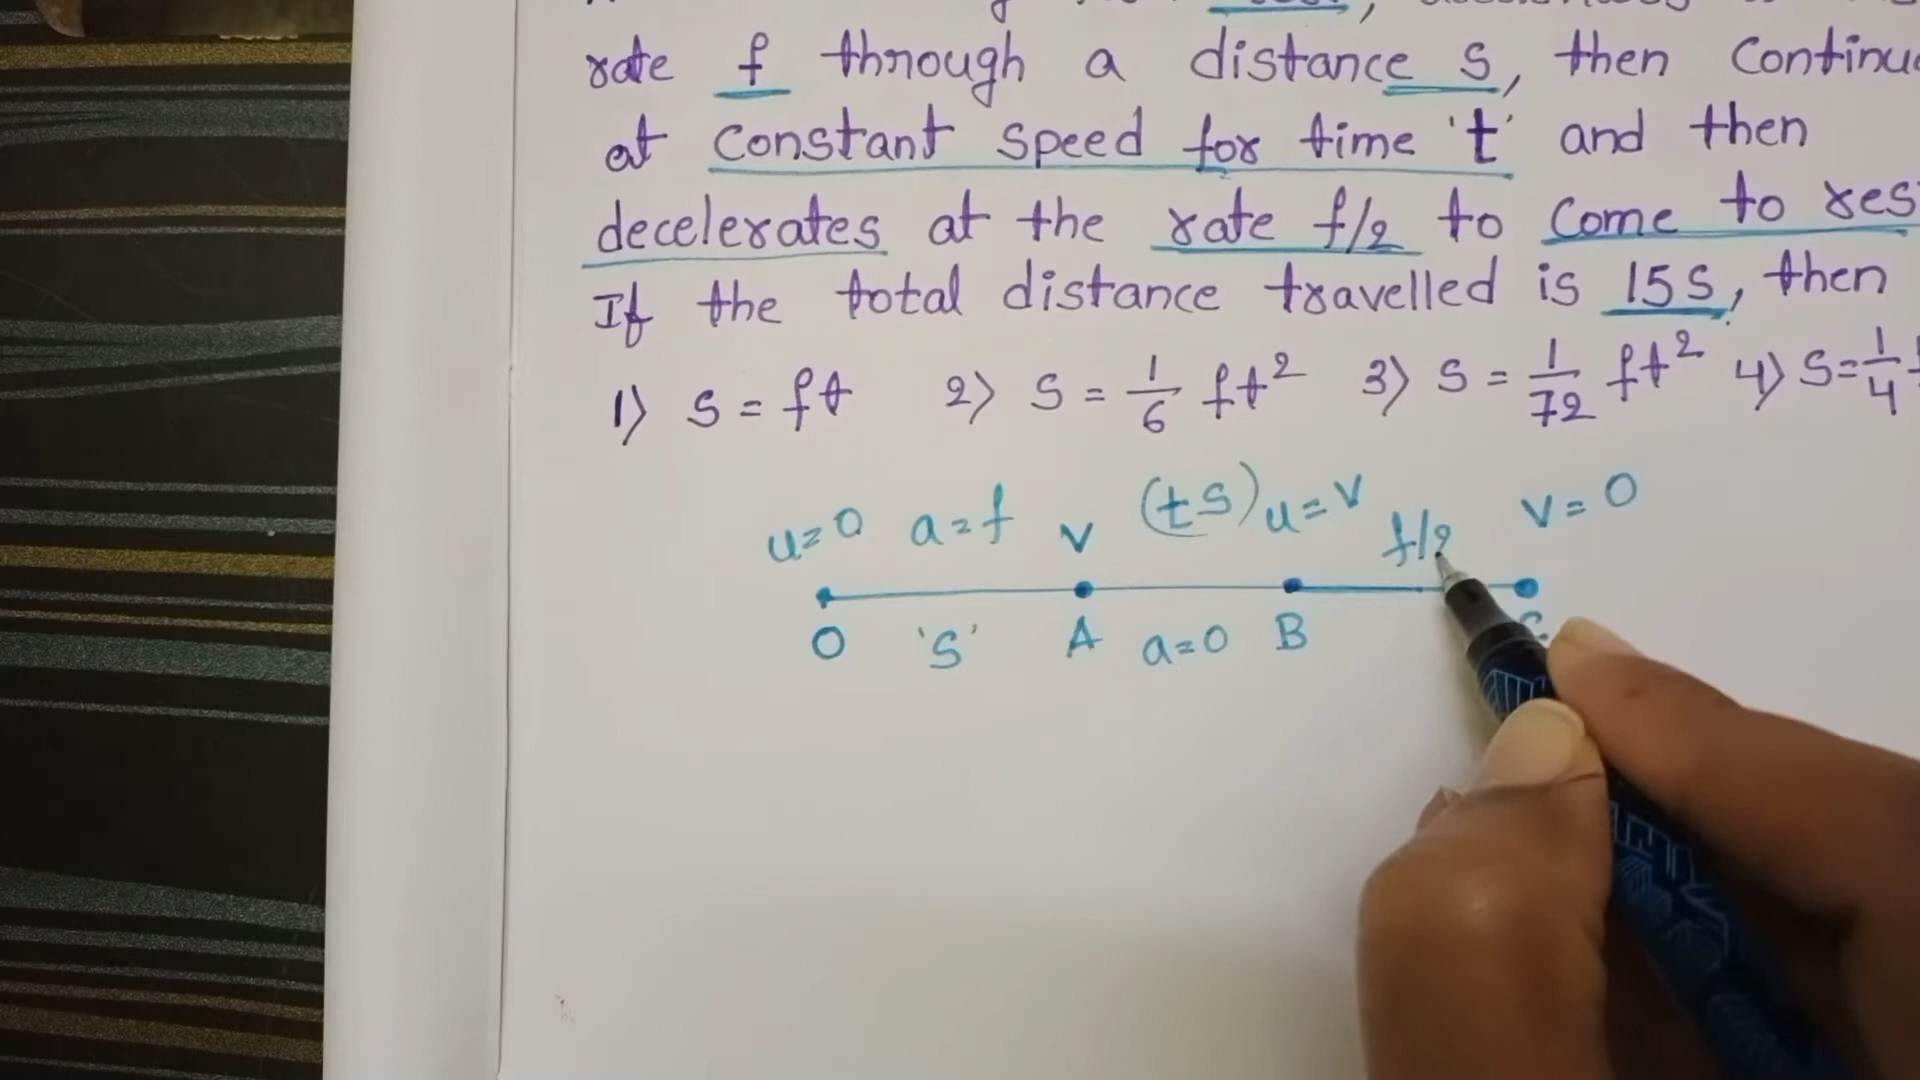 rate f through a distance s, then
at constant speed for time 't' and then
decelerates at the rate f/2 to come to
If the total distance travelled is 15S, then
1) S = ft 2) S = 1/6 ft² 3) S = 1/72 ft² 4) S = 1/4
u=0 a=f v (ts) u=v f/2 v=0
O 'S' A a=0 B